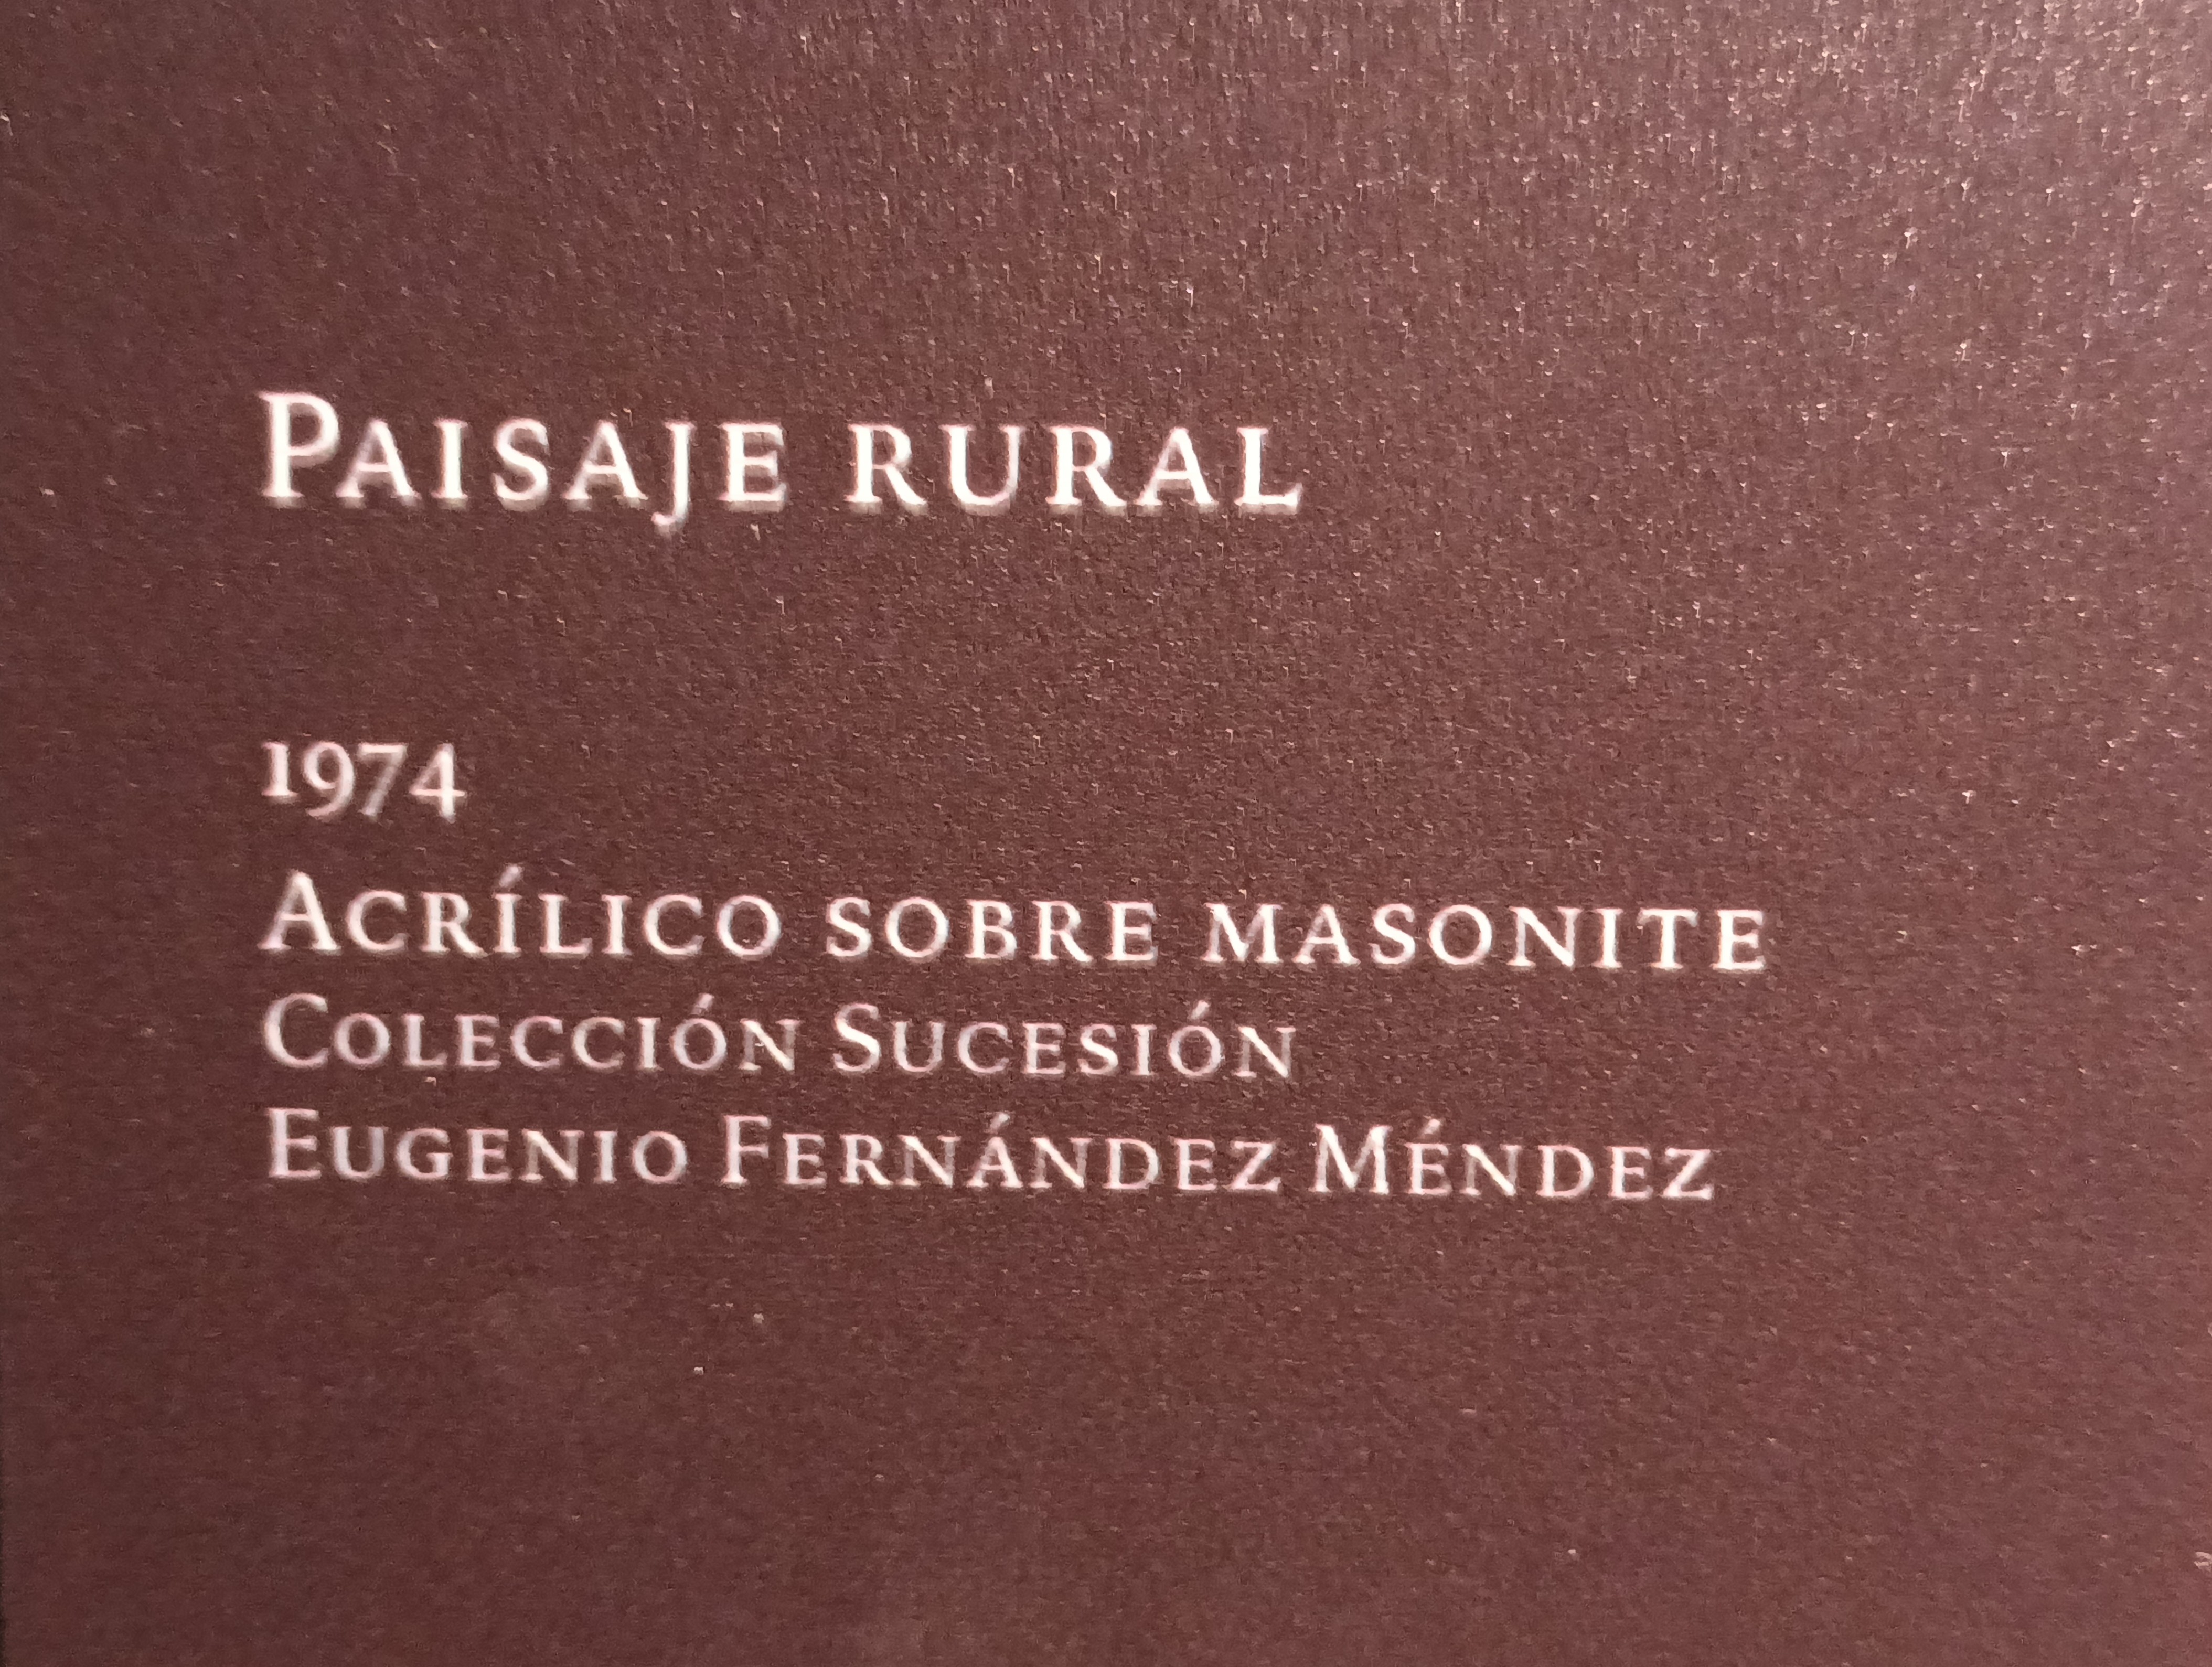 Paisaje rural
1974
Acrílico sobre masonite
Colección Sucesión
Eugenio Fernández Méndez